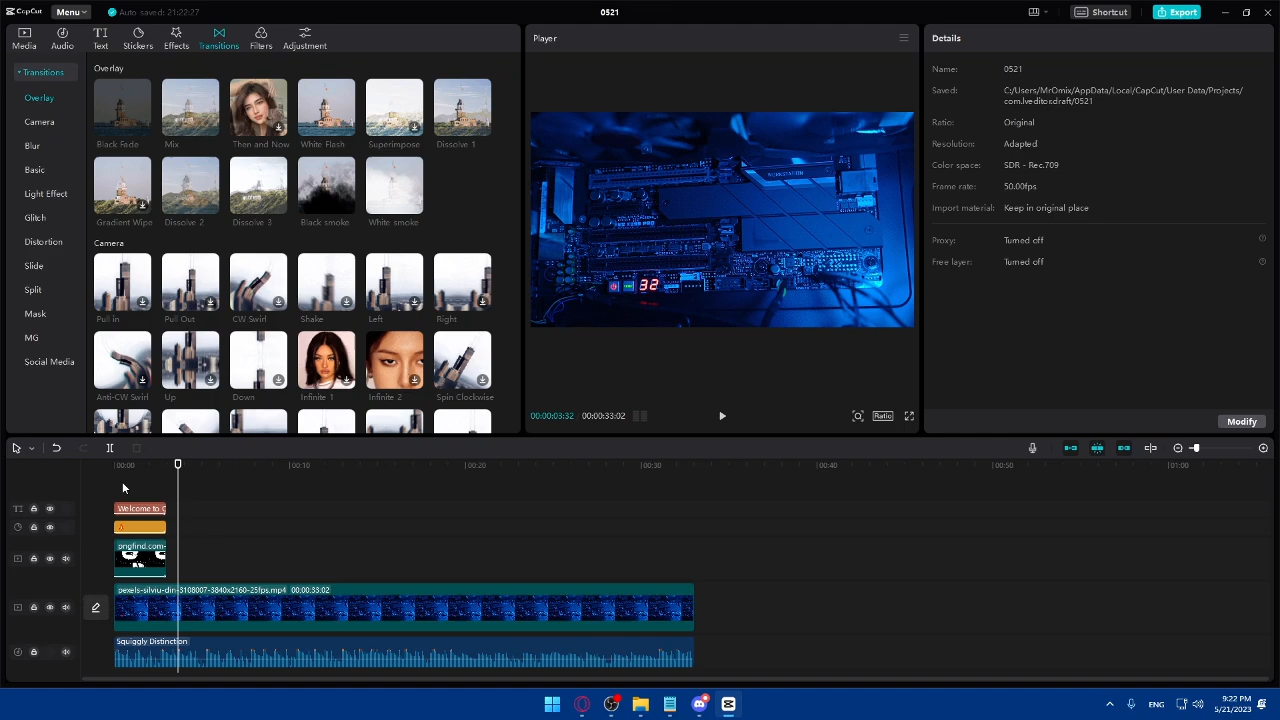 CapCut
Menu
Auto saved: 21:22:27
0521
Shortcut
Export
Media
Audio
Text
Stickers
Effects
Transitions
Filters
Adjustment
Transitions
Overlay
Camera
Blur
Basic
Light Effect
Glitch
Distortion
Slide
Split
Mask
MG
Social Media
Overlay
Black Fade
Mix
Then and Now
White Flash
Superimpose
Dissolve 1
Gradient Wipe
Dissolve 2
Dissolve 3
Black smoke
White smoke
Camera
Pull in
Pull Out
CW Swirl
Shake
Left
Right
Anti-CW Swirl
Up
Down
Infinite 1
Infinite 2
Spin Clockwise
Player
WORKSTATION
32
00:00:03:32
00:00:33:02
Ratio
Details
Name:
0521
Saved:
C:/Users/MrOmix/AppData/Local/CapCut/User Data/Projects/
com.lveditor.draft/0521
Ratio:
Original
Resolution:
Adapted
Color space:
SDR - Rec.709
Frame rate:
50.00fps
Import material:
Keep in original place
Proxy:
Turned off
Free layer:
Turned off
Modify
00:00
00:10
00:20
00:30
00:40
00:50
01:00
Welcome to
pngfind.com-
pexels-silviu-din-3108007-3840x2160-25fps.mp4 00:00:33:02
Squiggly Distinction
ENG
9:22 PM
5/21/2023